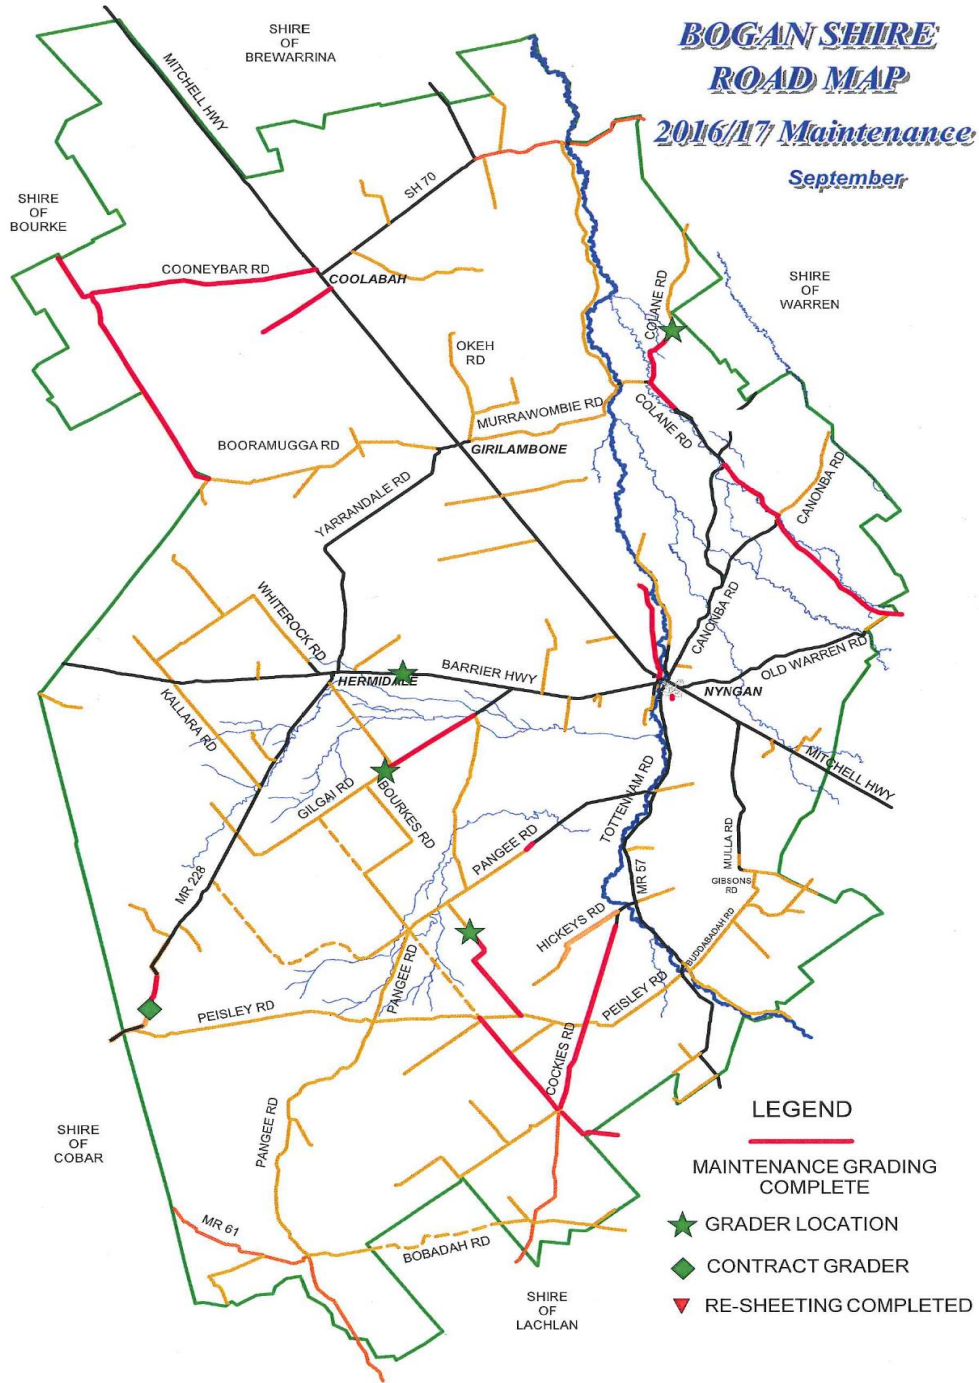 BOGAN SHIRE
ROAD MAP
2016/17 Maintenance
September
SHIRE
OF
BREWARRINA
MITCHELL HWY
SH 70
SHIRE
OF
BOURKE
COONEYBAR RD
COOLABAH
COLANE RD
SHIRE
OF
WARREN
OKEH
RD
MURRAWOMBIE RD
COLANE RD
BOORAMUGGA RD
GIRILAMBONE
YARRANDALE RD
CANONBA RD
WHITEROCK RD
CANONBA RD
OLD WARREN RD
BARRIER HWY
HERMIDALE
NYNGAN
KALLARA RD
MITCHELL HWY
GILGAI RD
BOURKES RD
TOTTENHAM RD
PANGEE RD
MULLA RD
MR 57
GIBSONS
RD
MR 228
HICKEYS RD
BUDDABADAH RD
PANGEE RD
PEISLEY RD
PEISLEY RD
COCKIES RD
PANGEE RD
SHIRE
OF
COBAR
MR 61
BOBADAH RD
SHIRE
OF
LACHLAN
LEGEND
MAINTENANCE GRADING
COMPLETE
GRADER LOCATION
CONTRACT GRADER
RE-SHEETING COMPLETED